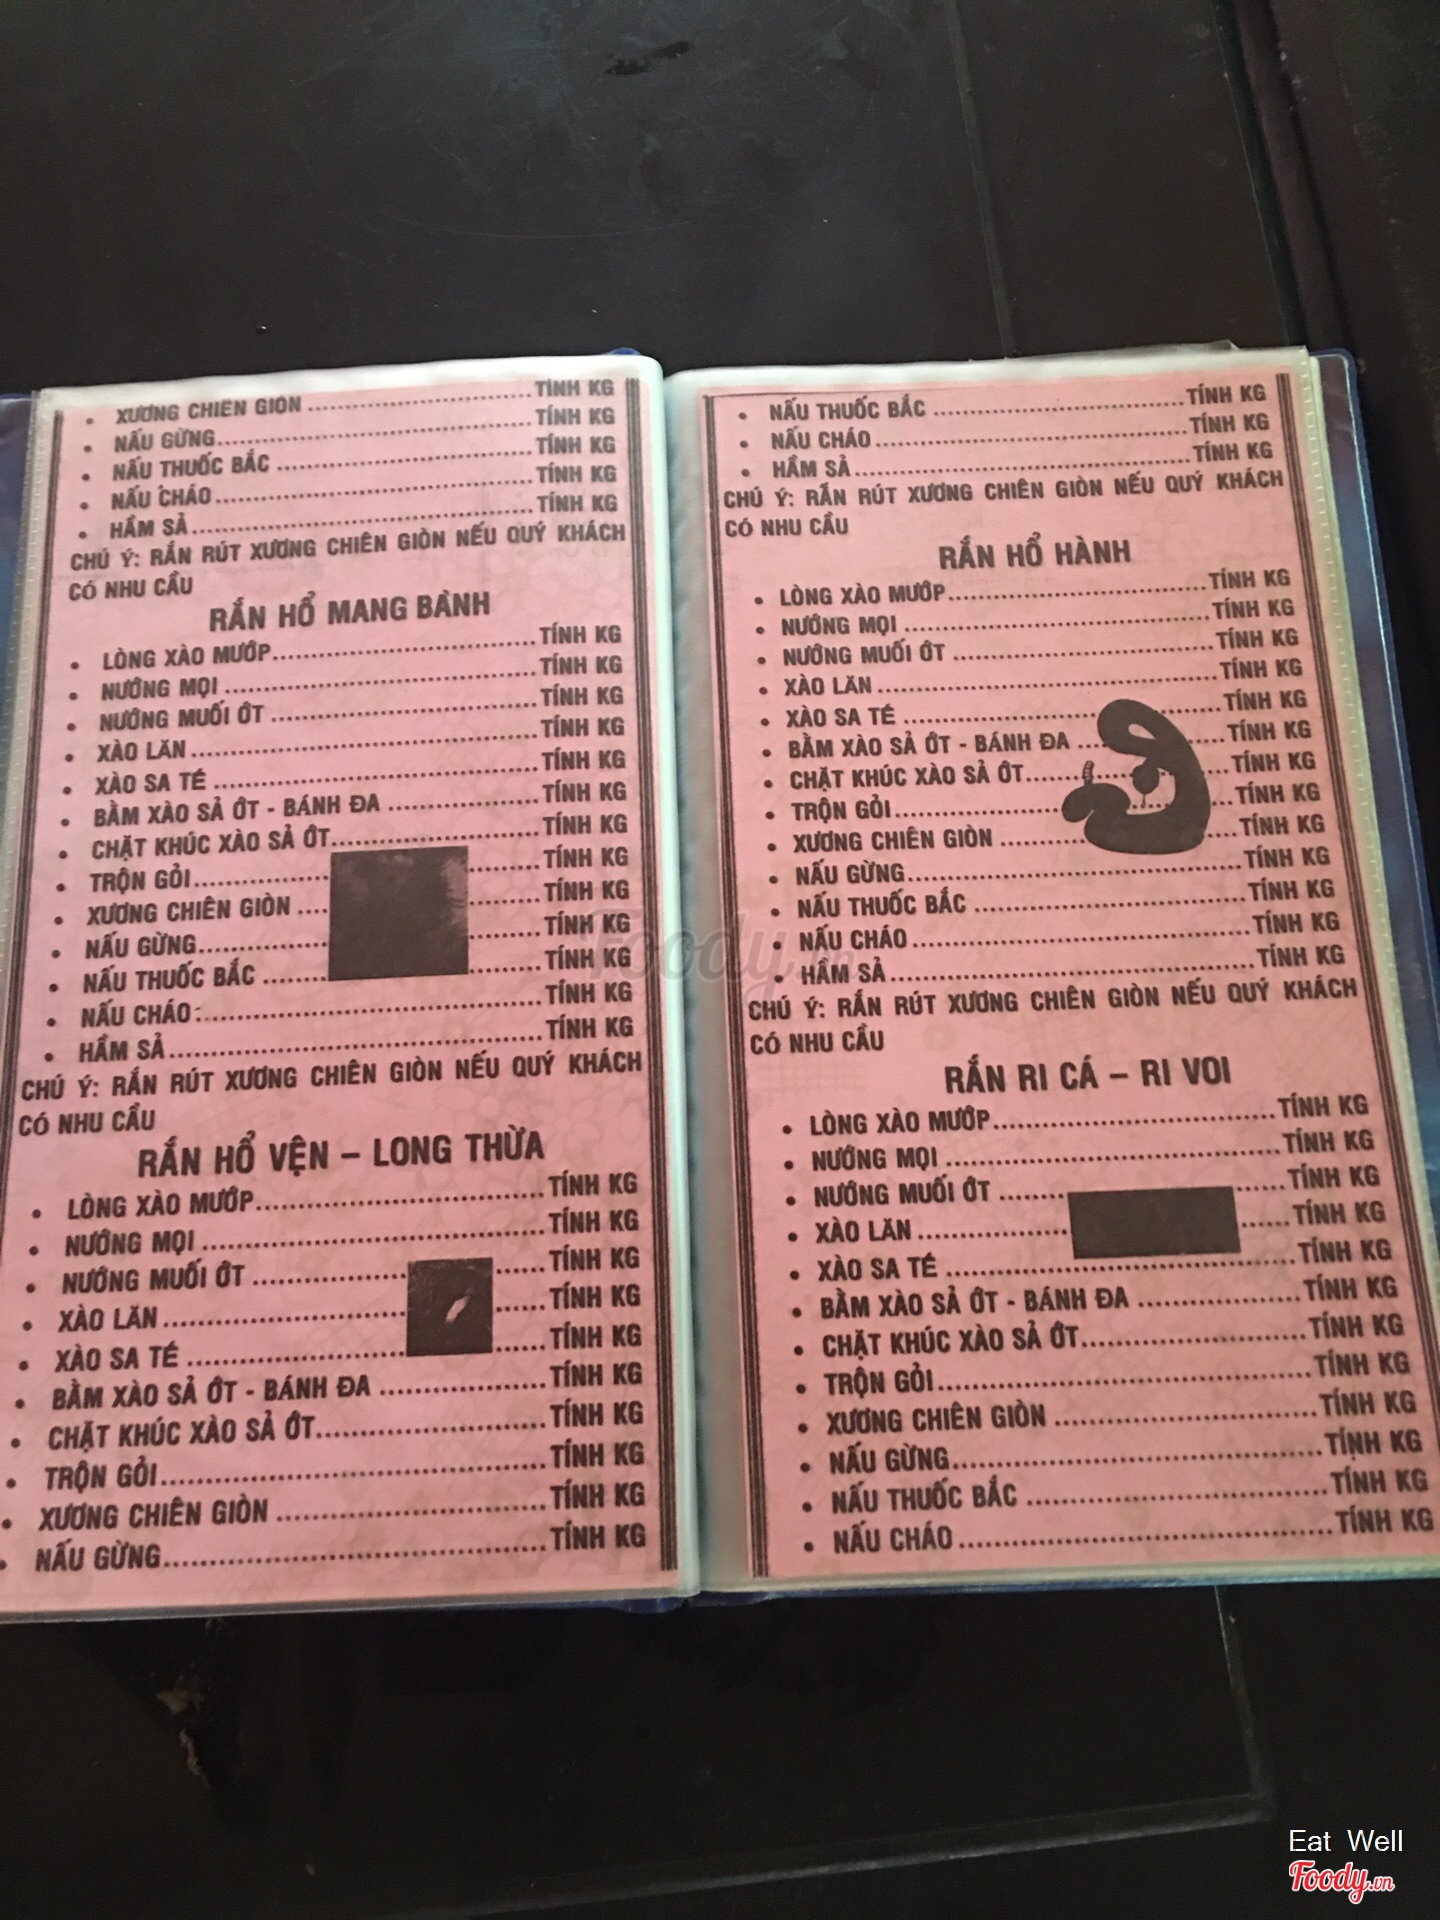 • XƯƠNG CHIÊN GIÒN ........ TÍNH KG
• NẤU GỪNG ........ TÍNH KG
• NẤU THUỐC BẮC ........ TÍNH KG
• NẤU CHÁO ........ TÍNH KG
• HẦM SẢ ........ TÍNH KG
CHÚ Ý: RẮN RÚT XƯƠNG CHIÊN GIÒN NẾU QUÝ KHÁCH
CÓ NHU CẦU
RẮN HỔ MANG BÀNH
• LÒNG XÀO MƯỚP ........ TÍNH KG
• NƯỚNG MỌI ........ TÍNH KG
• NƯỚNG MUỐI ỚT ........ TÍNH KG
• XÀO LĂN ........ TÍNH KG
• XÀO SA TÉ ........ TÍNH KG
• BẰM XÀO SẢ ỚT - BÁNH ĐA ........ TÍNH KG
• CHẶT KHÚC XÀO SẢ ỚT ........ TÍNH KG
• TRỘN GỎI ........ TÍNH KG
• XƯƠNG CHIÊN GIÒN ........ TÍNH KG
• NẤU GỪNG ........ TÍNH KG
• NẤU THUỐC BẮC ........ TÍNH KG
• NẤU CHÁO ........ TÍNH KG
• HẦM SẢ ........ TÍNH KG
CHÚ Ý: RẮN RÚT XƯƠNG CHIÊN GIÒN NẾU QUÝ KHÁCH
CÓ NHU CẦU
RẮN HỔ VỆN – LONG THỪA
• LÒNG XÀO MƯỚP ........ TÍNH KG
• NƯỚNG MỌI ........ TÍNH KG
• NƯỚNG MUỐI ỚT ........ TÍNH KG
• XÀO LĂN ........ TÍNH KG
• XÀO SA TÉ ........ TÍNH KG
• BẰM XÀO SẢ ỚT - BÁNH ĐA ........ TÍNH KG
• CHẶT KHÚC XÀO SẢ ỚT ........ TÍNH KG
• TRỘN GỎI ........ TÍNH KG
• XƯƠNG CHIÊN GIÒN ........ TÍNH KG
• NẤU GỪNG ........ TÍNH KG
• NẤU THUỐC BẮC ........ TÍNH KG
• NẤU CHÁO ........ TÍNH KG
• HẦM SẢ ........ TÍNH KG
CHÚ Ý: RẮN RÚT XƯƠNG CHIÊN GIÒN NẾU QUÝ KHÁCH
CÓ NHU CẦU
RẮN HỔ HÀNH
• LÒNG XÀO MƯỚP ........ TÍNH KG
• NƯỚNG MỌI ........ TÍNH KG
• NƯỚNG MUỐI ỚT ........ TÍNH KG
• XÀO LĂN ........ TÍNH KG
• XÀO SA TÉ ........ TÍNH KG
• BẰM XÀO SẢ ỚT - BÁNH ĐA ........ TÍNH KG
• CHẶT KHÚC XÀO SẢ ỚT ........ TÍNH KG
• TRỘN GỎI ........ TÍNH KG
• XƯƠNG CHIÊN GIÒN ........ TÍNH KG
• NẤU GỪNG ........ TÍNH KG
• NẤU THUỐC BẮC ........ TÍNH KG
• NẤU CHÁO ........ TÍNH KG
• HẦM SẢ ........ TÍNH KG
CHÚ Ý: RẮN RÚT XƯƠNG CHIÊN GIÒN NẾU QUÝ KHÁCH
CÓ NHU CẦU
RẮN RI CÁ – RI VOI
• LÒNG XÀO MƯỚP ........ TÍNH KG
• NƯỚNG MỌI ........ TÍNH KG
• NƯỚNG MUỐI ỚT ........ TÍNH KG
• XÀO LĂN ........ TÍNH KG
• XÀO SA TÉ ........ TÍNH KG
• BẰM XÀO SẢ ỚT - BÁNH ĐA ........ TÍNH KG
• CHẶT KHÚC XÀO SẢ ỚT ........ TÍNH KG
• TRỘN GỎI ........ TÍNH KG
• XƯƠNG CHIÊN GIÒN ........ TÍNH KG
• NẤU GỪNG ........ TÍNH KG
• NẤU THUỐC BẮC ........ TÍNH KG
• NẤU CHÁO ........ TÍNH KG
Foody.vn
Eat Well
Foody.vn